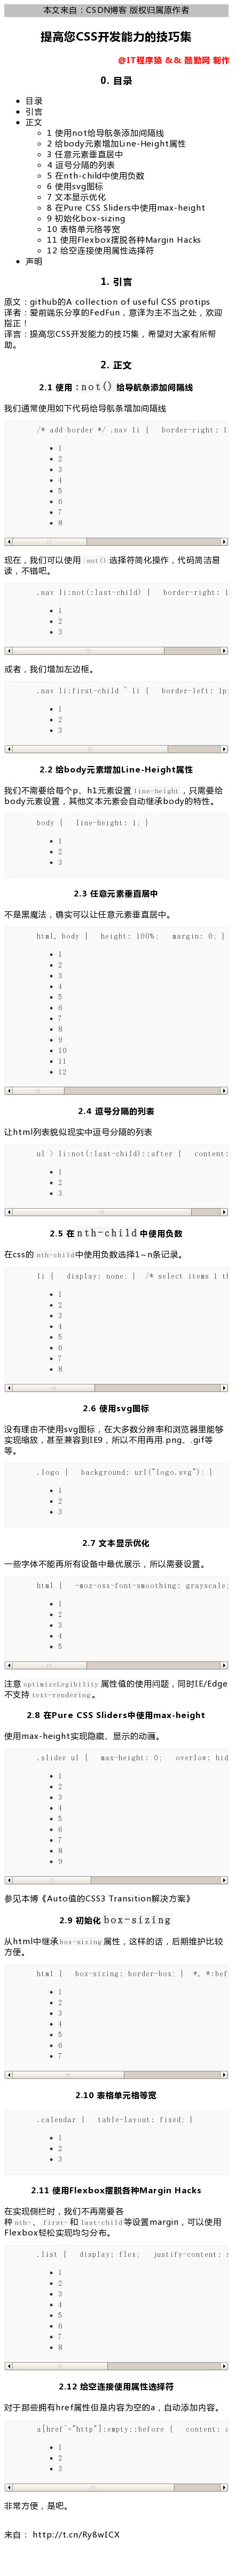 本文来自：CSDN博客 版权归属原作者
提高您CSS开发能力的技巧集
@IT程序猿 && 酷勤网 制作
0. 目录
目录
引言
正文
1 使用not给导航条添加间隔线
2 给body元素增加Line-Height属性
3 任意元素垂直居中
4 逗号分隔的列表
5 在nth-child中使用负数
6 使用svg图标
7 文本显示优化
8 在Pure CSS Sliders中使用max-height
9 初始化box-sizing
10 表格单元格等宽
11 使用Flexbox摆脱各种Margin Hacks
12 给空连接使用属性选择符
声明
1. 引言
原文：github的A collection of useful CSS protips
译者：爱前端乐分享的FedFun，意译为主不当之处，欢迎
指正！
导言：提高您CSS开发能力的技巧集，希望对大家有所帮
助。
2. 正文
2.1 使用 :not() 给导航条添加间隔线
我们通常使用如下代码给导航条增加间隔线
/* add border */ .nav li {   border-right: 1
1
2
3
4
5
6
7
8
现在，我们可以使用 :not() 选择符简化操作，代码简洁易
读，不错吧。
.nav li:not(:last-child) {   border-right: 1
1
2
3
或者，我们增加左边框。
.nav li:first-child ~ li {   border-left: 1p
1
2
3
2.2 给body元素增加Line-Height属性
我们不需要给每个p、h1元素设置 line-height ，只需要给
body元素设置，其他文本元素会自动继承body的特性。
body {   line-height: 1; }
1
2
3
2.3 任意元素垂直居中
不是黑魔法，确实可以让任意元素垂直居中。
html, body {   height: 100%;   margin: 0; }
1
2
3
4
5
6
7
8
9
10
11
12
2.4 逗号分隔的列表
让html列表貌似现实中逗号分隔的列表
ul > li:not(:last-child)::after {   content:
1
2
3
2.5 在 nth-child 中使用负数
在css的 nth-child 中使用负数选择1~n条记录。
li {   display: none; }  /* select items 1 th
1
2
3
4
5
6
7
8
2.6 使用svg图标
没有理由不使用svg图标，在大多数分辨率和浏览器里能够
实现缩放，甚至兼容到IE9，所以不用再用.png、.gif等
等。
.logo {   background: url("logo.svg"); }
1
2
3
2.7 文本显示优化
一些字体不能再所有设备中最优展示，所以需要设置。
html {   -moz-osx-font-smoothing: grayscale;
1
2
3
4
5
注意 optimizeLegibility 属性值的使用问题，同时IE/Edge
不支持 text-rendering 。
2.8 在Pure CSS Sliders中使用max-height
使用max-height实现隐藏、显示的动画。
.slider ul {   max-height: 0;   overlow: hid
1
2
3
4
5
6
7
8
9
参见本博《Auto值的CSS3 Transition解决方案》
2.9 初始化 box-sizing
从html中继承 box-sizing 属性，这样的话，后期维护比较
方便。
html {   box-sizing: border-box; }  *, *:bef
1
2
3
4
5
6
7
2.10 表格单元格等宽
.calendar {   table-layout: fixed; }
1
2
3
2.11 使用Flexbox摆脱各种Margin Hacks
在实现侧栏时，我们不再需要各
种 nth- 、 first- 和 last-child 等设置margin，可以使用
Flexbox轻松实现均匀分布。
.list {   display: flex;   justify-content: s
1
2
3
4
5
6
7
8
2.12 给空连接使用属性选择符
对于那些拥有href属性但是内容为空的a，自动添加内容。
a[href^="http"]:empty::before {   content: a
1
2
3
非常方便，是吧。
来自： http://t.cn/Ry8wICX